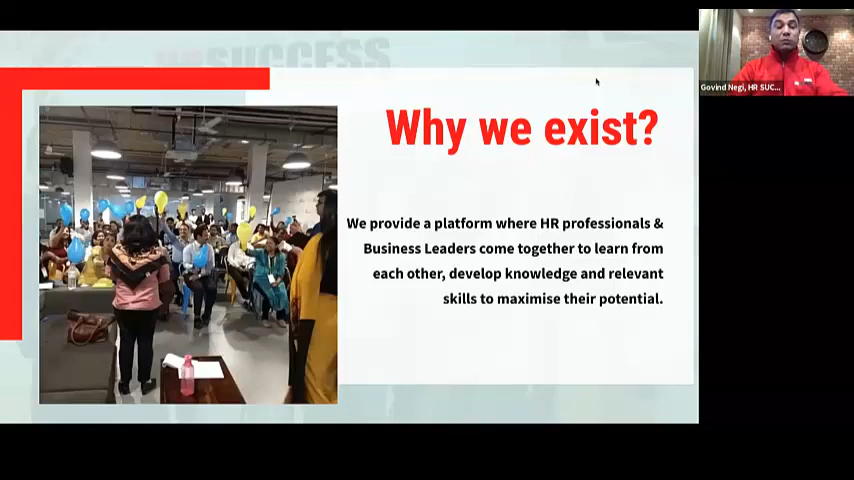 HRSUCCESS
Why we exist?
We provide a platform where HR professionals &
Business Leaders come together to learn from
each other, develop knowledge and relevant
skills to maximise their potential.
Govind Negi, HR SUC...